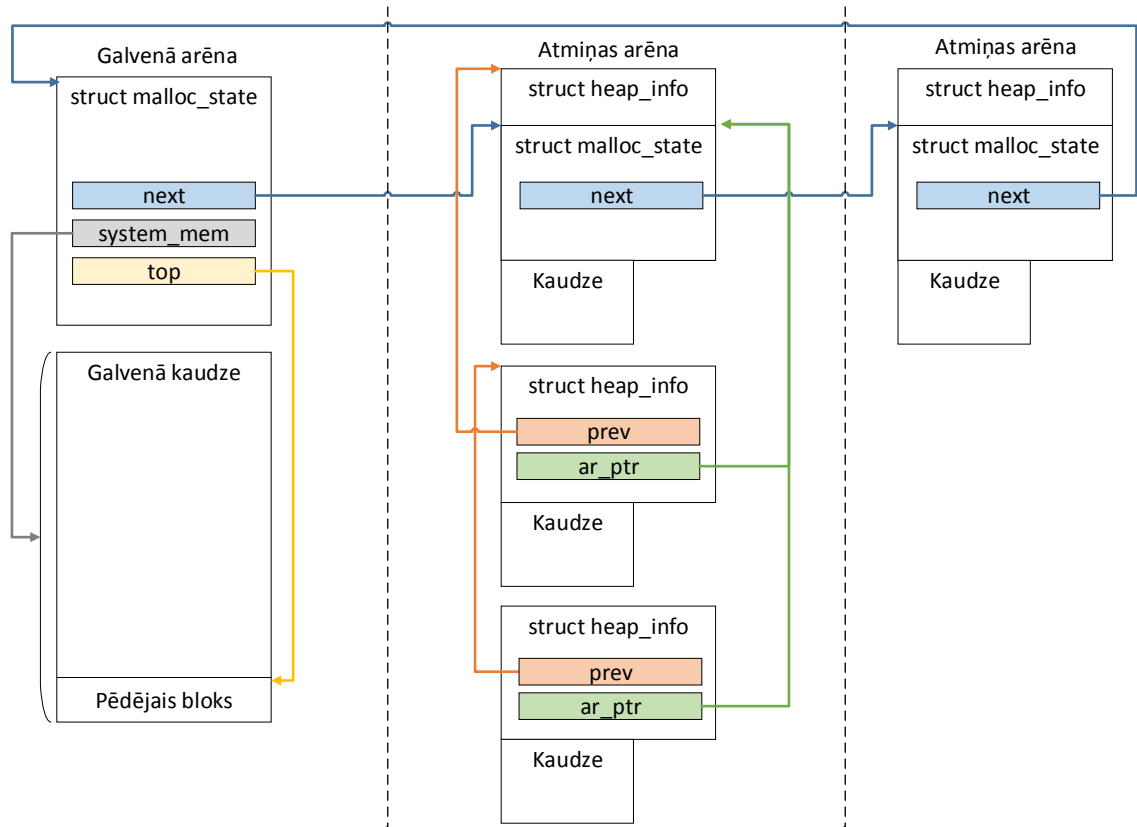 Galvenā arēna
struct malloc_state
next
system_mem
top
Galvenā kaudze
Pēdējais bloks
Atmiņas arēna
struct heap_info
struct malloc_state
next
Kaudze
struct heap_info
prev
ar_ptr
Kaudze
struct heap_info
prev
ar_ptr
Kaudze
Atmiņas arēna
struct heap_info
struct malloc_state
next
Kaudze